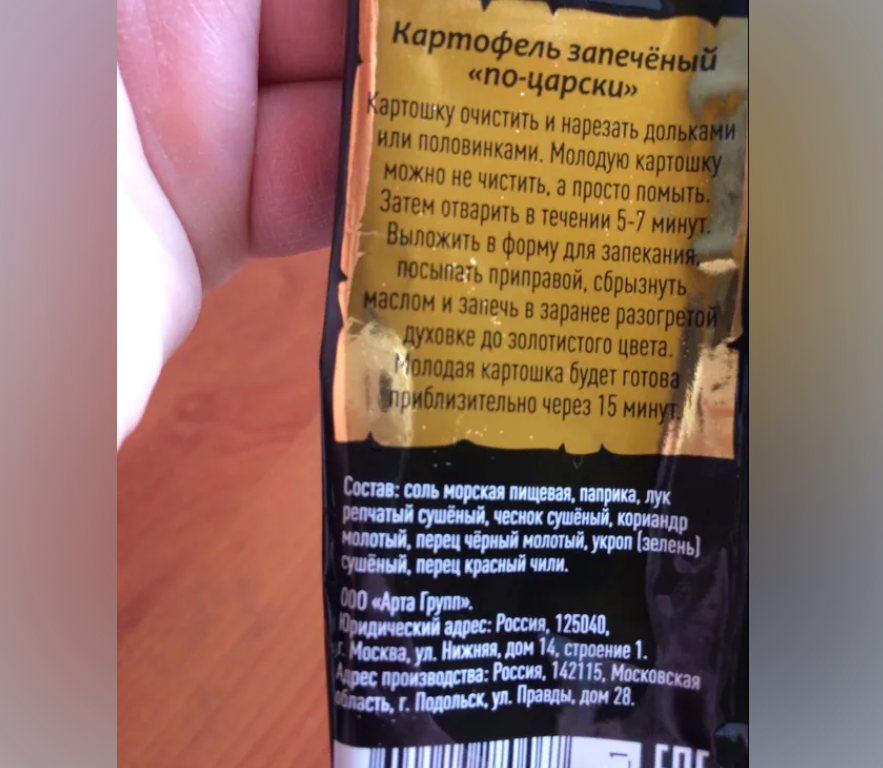 Картофель запечёный
«по-царски»
Картошку очистить и нарезать дольками
или половинками. Молодую картошку
можно не чистить, а просто помыть.
Затем отварить в течении 5-7 минут.
Выложить в форму для запекания,
посыпать приправой, сбрызнуть
маслом и запечь в заранее разогретой
духовке до золотистого цвета.
Молодая картошка будет готова
приблизительно через 15 минут.
Состав: соль морская пищевая, паприка, лук
репчатый сушёный, чеснок сушёный, кориандр
молотый, перец чёрный молотый, укроп (зелень)
сушёный, перец красный чили.
ООО «Арта Групп».
Юридический адрес: Россия, 125040,
г. Москва, ул. Нижняя, дом 14, строение 1.
Адрес производства: Россия, 142115, Московская
область, г. Подольск, ул. Правды, дом 28.